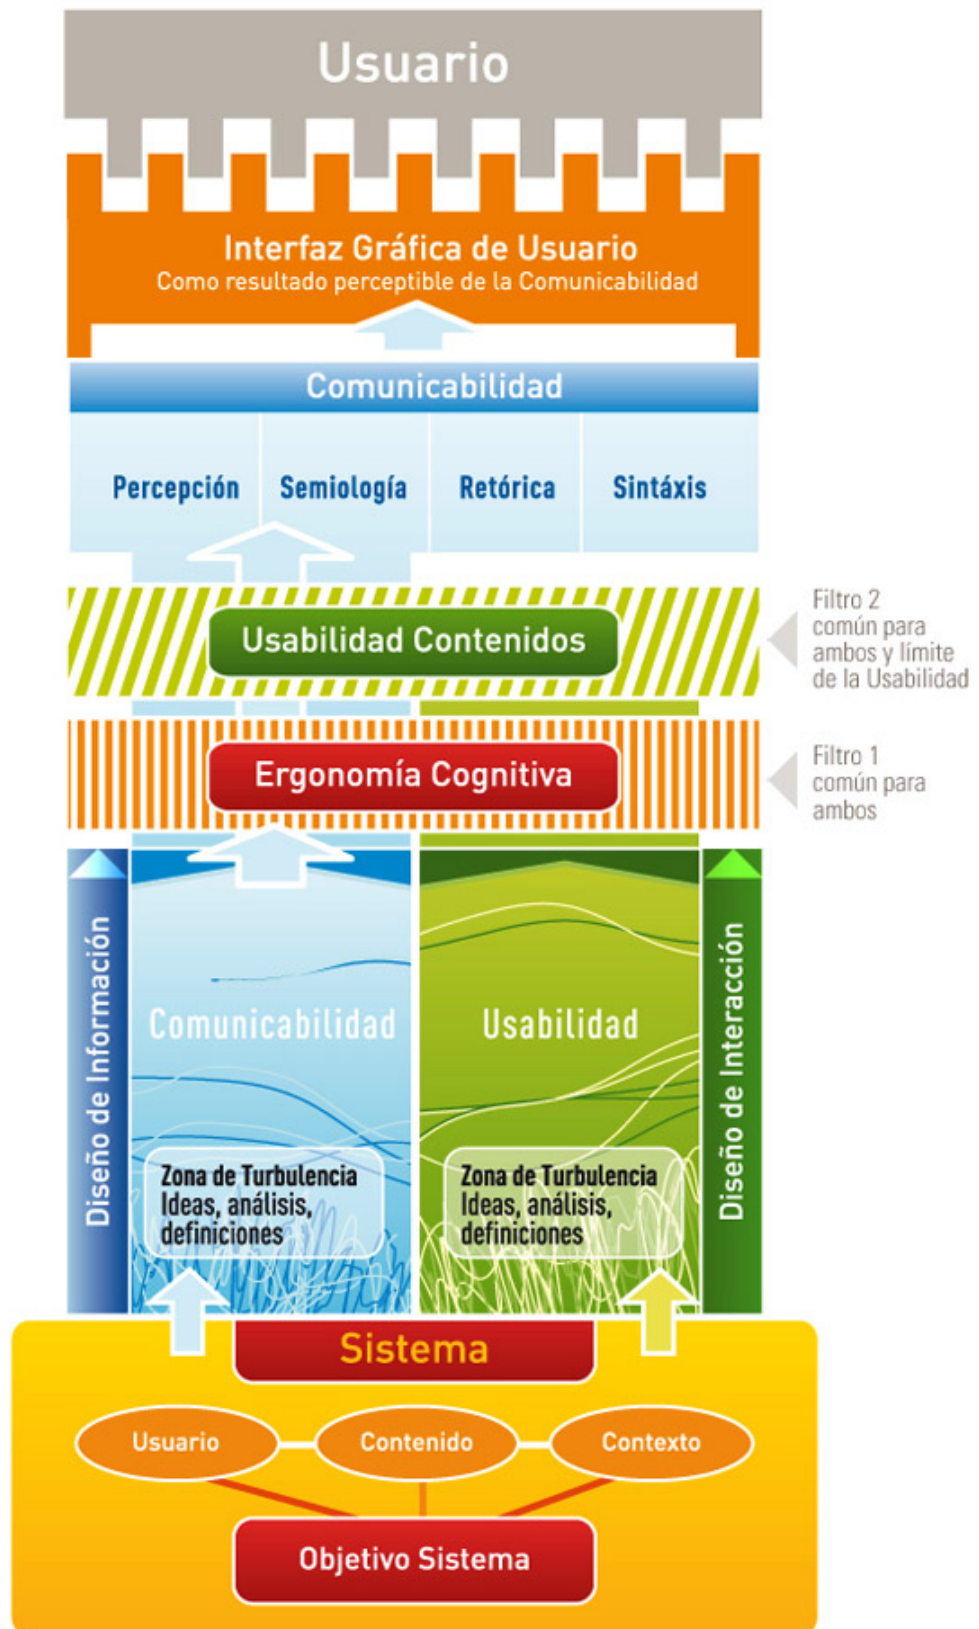 Usuario
Interfaz Gráfica de Usuario
Como resultado perceptible de la Comunicabilidad
Comunicabilidad
Percepción
Semiología
Retórica
Sintáxis
Usabilidad Contenidos
Filtro 2
común para
ambos y límite
de la Usabilidad
Ergonomía Cognitiva
Filtro 1
común para
ambos
Diseño de Información
Comunicabilidad
Zona de Turbulencia
Ideas, análisis,
definiciones
Usabilidad
Zona de Turbulencia
Ideas, análisis,
definiciones
Diseño de Interacción
Sistema
Usuario
Contenido
Contexto
Objetivo Sistema